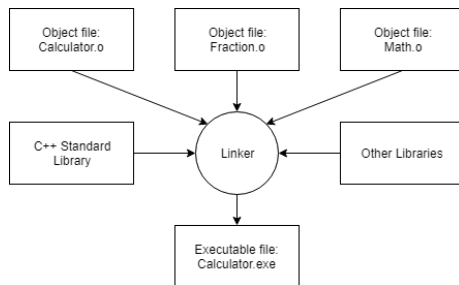 Object file:
Calculator.o
Object file:
Fraction.o
Object file:
Math.o
C++ Standard
Library
Linker
Other Libraries
Executable file:
Calculator.exe